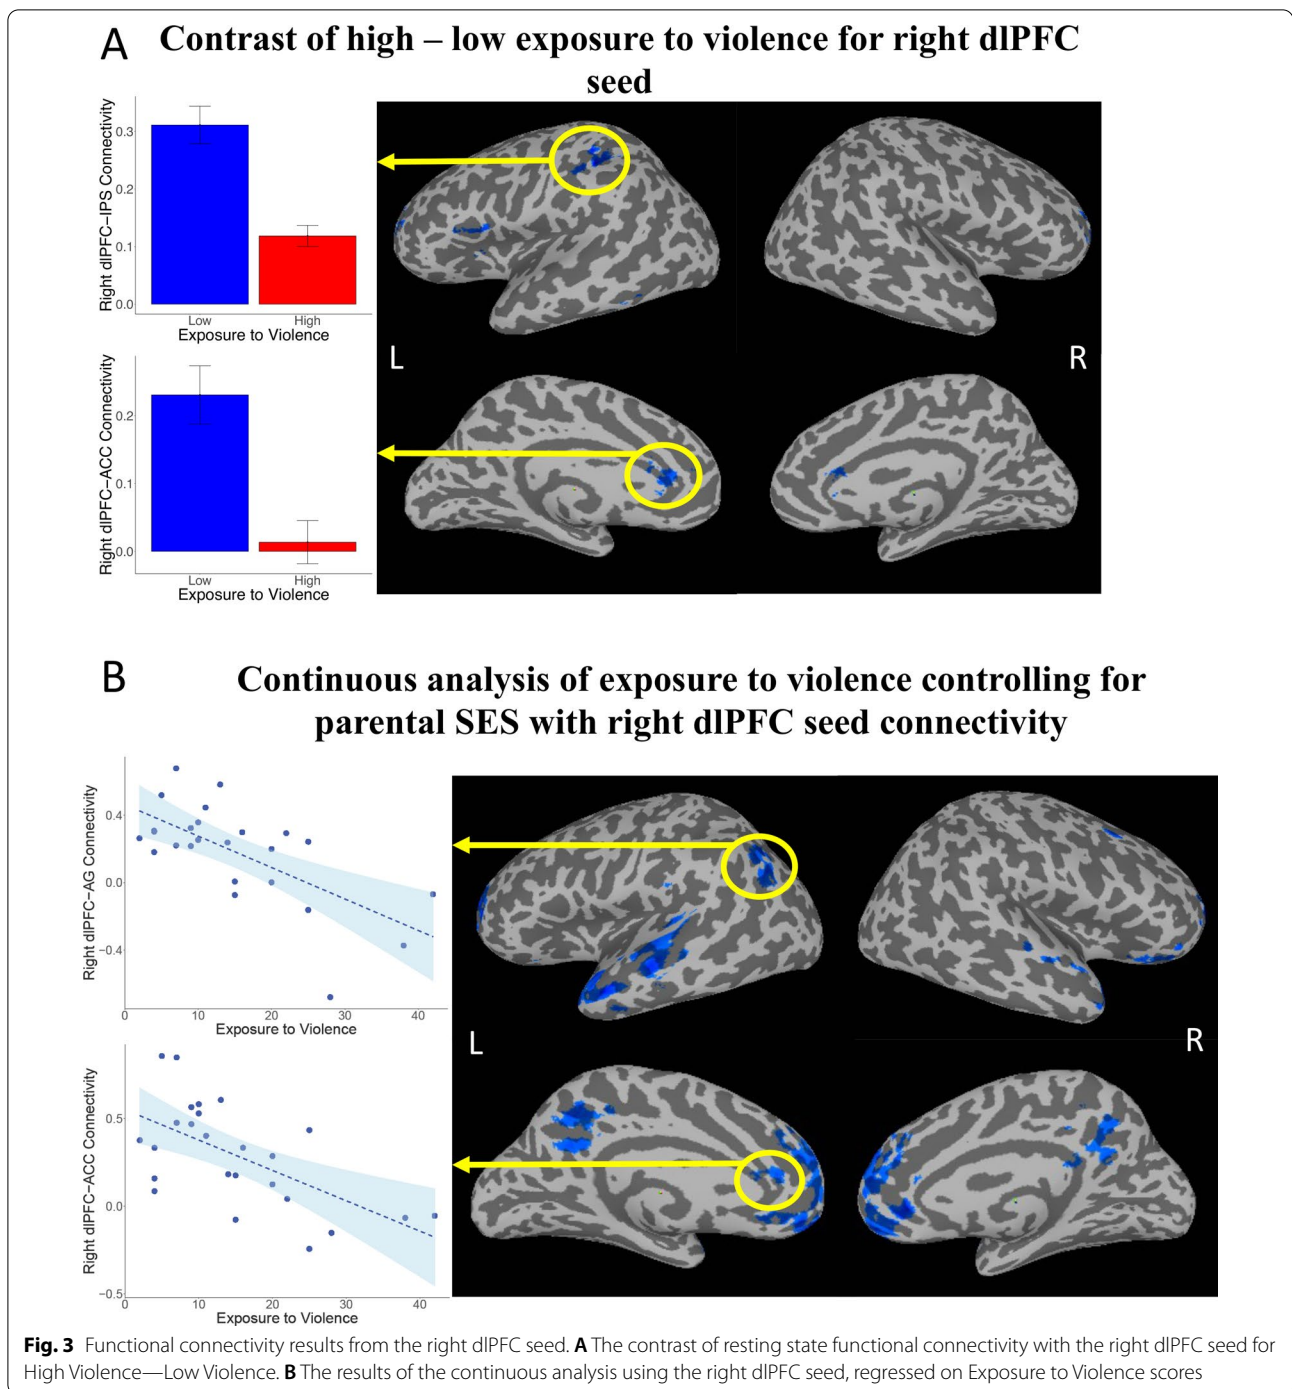 A
Contrast of high – low exposure to violence for right dlPFC
seed
Right dlPFC–IPS Connectivity
0.3
0.2
0.1
0.0
Low
High
Exposure to Violence
Right dlPFC–ACC Connectivity
0.2
0.1
0.0
Low
High
Exposure to Violence
L
R
B
Continuous analysis of exposure to violence controlling for
parental SES with right dlPFC seed connectivity
Right dlPFC–AG Connectivity
0.4
0.0
−0.4
0
10
20
30
40
Exposure to Violence
Right dlPFC–ACC Connectivity
0.5
0.0
−0.5
0
10
20
30
40
Exposure to Violence
L
R
Fig. 3 Functional connectivity results from the right dlPFC seed. A The contrast of resting state functional connectivity with the right dlPFC seed for
High Violence—Low Violence. B The results of the continuous analysis using the right dlPFC seed, regressed on Exposure to Violence scores